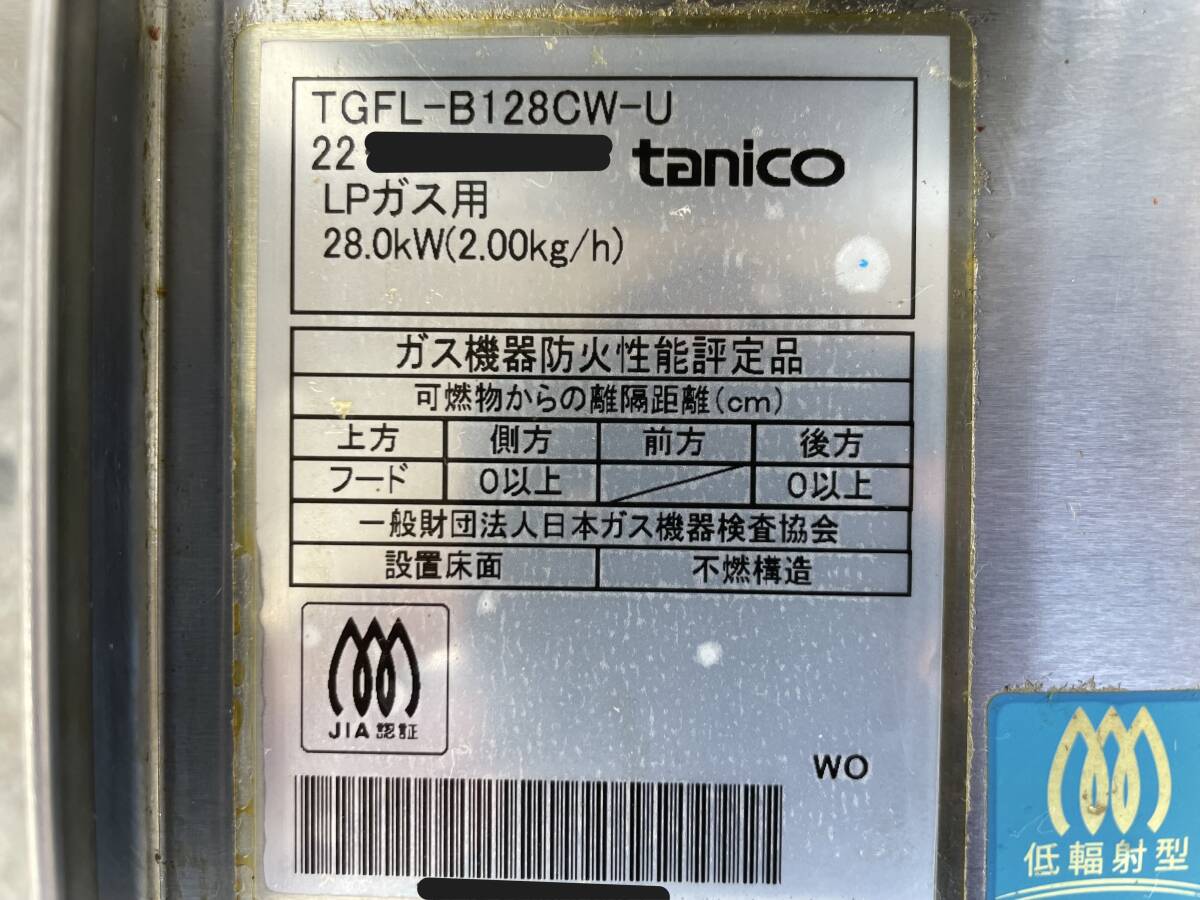 TGFL-B128CW-U
22
tanico
LPガス用
28.0kW(2.00kg/h)
ガス機器防火性能評定品
可燃物からの離隔距離(cm)
上方 側方 前方 後方
フード 0以上 0以上
一般財団法人日本ガス機器検査協会
設置床面 不燃構造
JIA 認証
WO
低輻射型